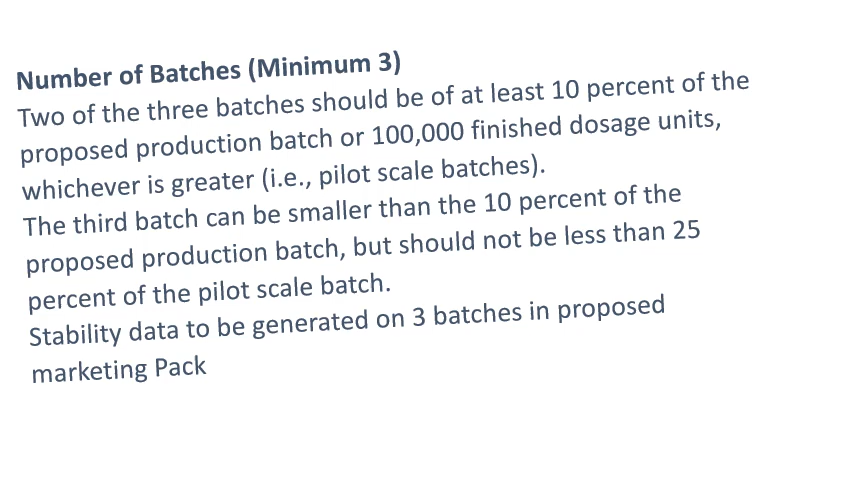 Number of Batches (Minimum 3)
Two of the three batches should be of at least 10 percent of the
proposed production batch or 100,000 finished dosage units,
whichever is greater (i.e., pilot scale batches).
The third batch can be smaller than the 10 percent of the
proposed production batch, but should not be less than 25
percent of the pilot scale batch.
Stability data to be generated on 3 batches in proposed
marketing Pack